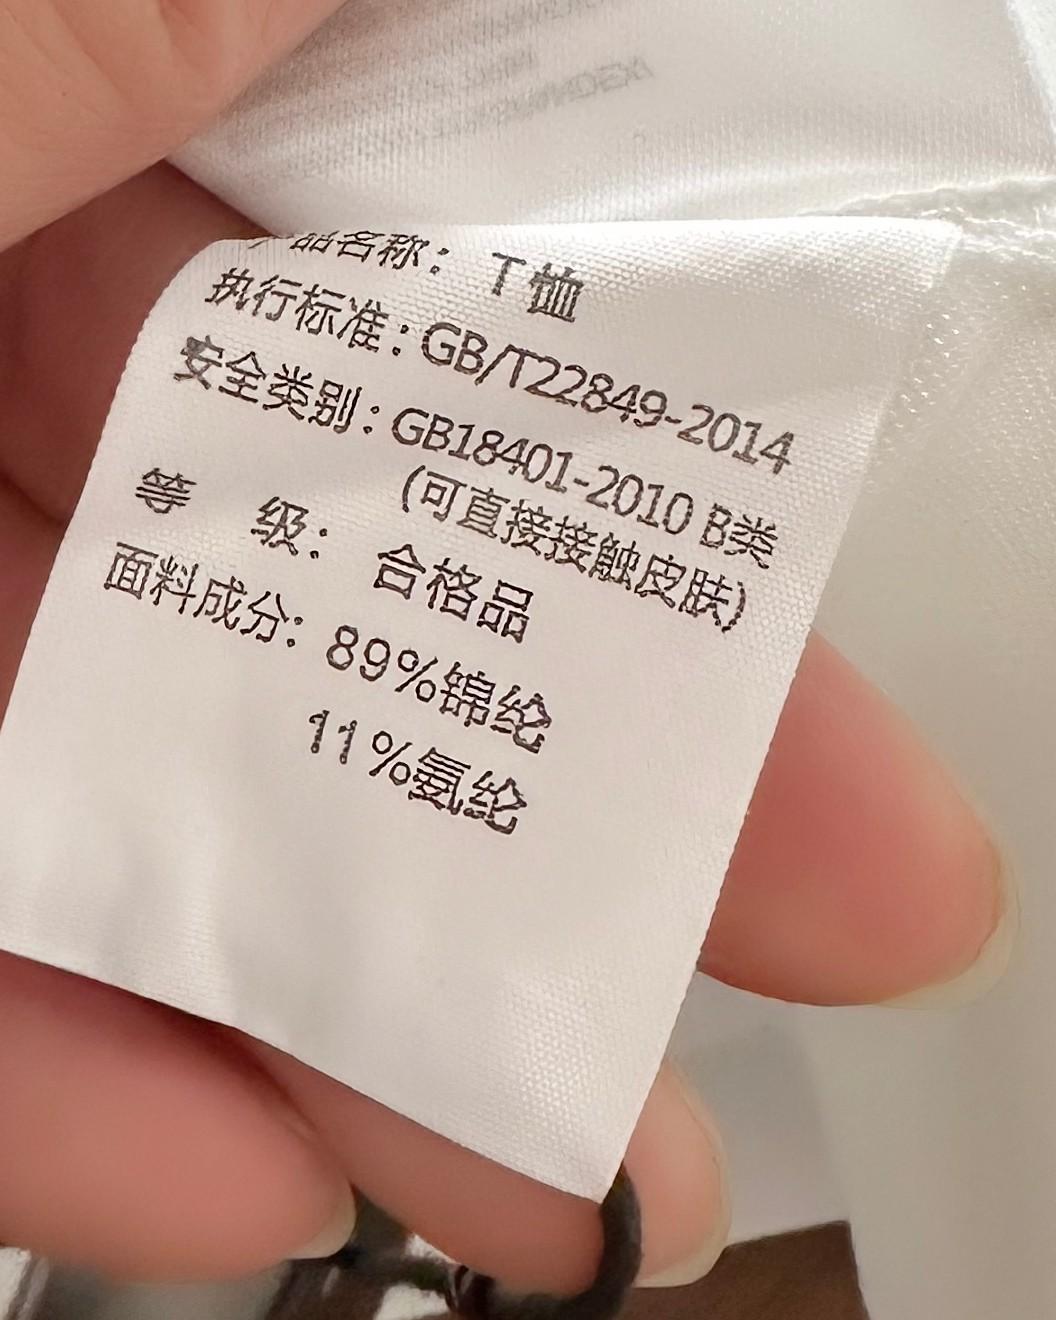 产品名称：T恤
执行标准：GB/T22849-2014
安全类别：GB18401-2010 B类
(可直接接触皮肤)
等 级：合格品
面料成分：89%锦纶
11%氨纶